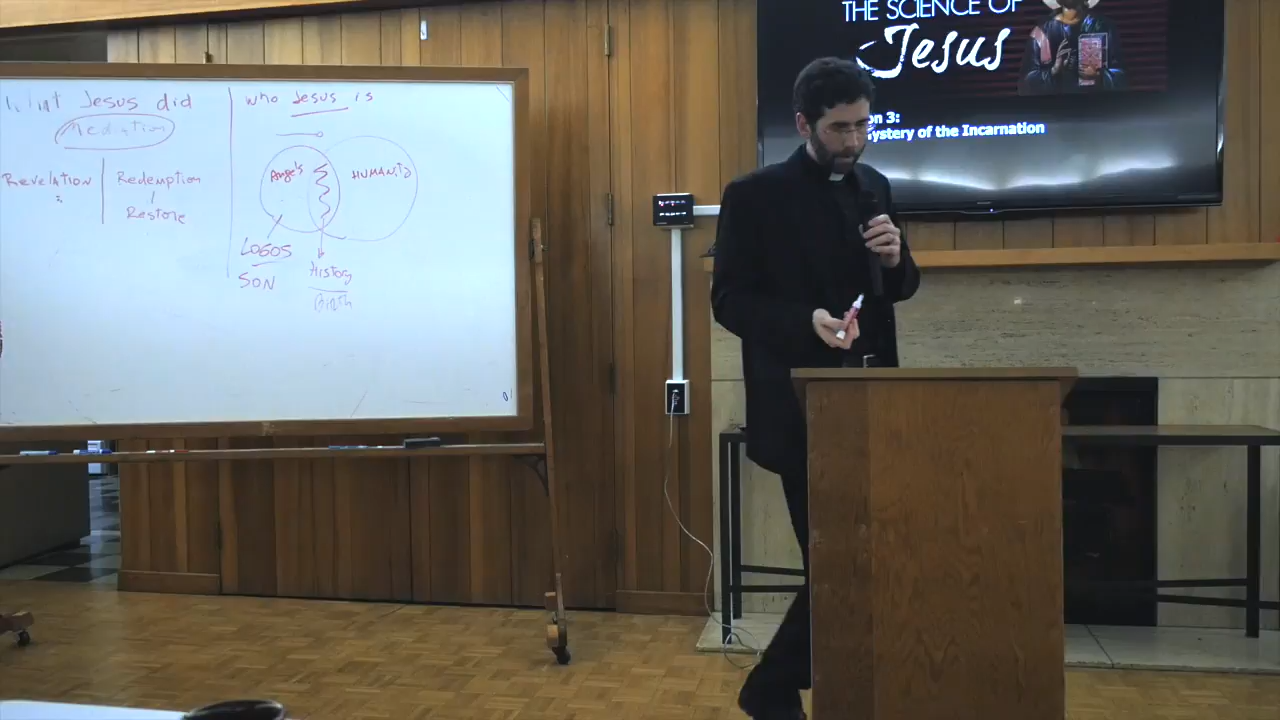 What Jesus did
Mediation
Revelation
Redemption
Restore
who Jesus is
Angels
HUMANITY
LOGOS
SON
History
Birth
THE SCIENCE OF
Jesus
on 3:
ystery of the Incarnation